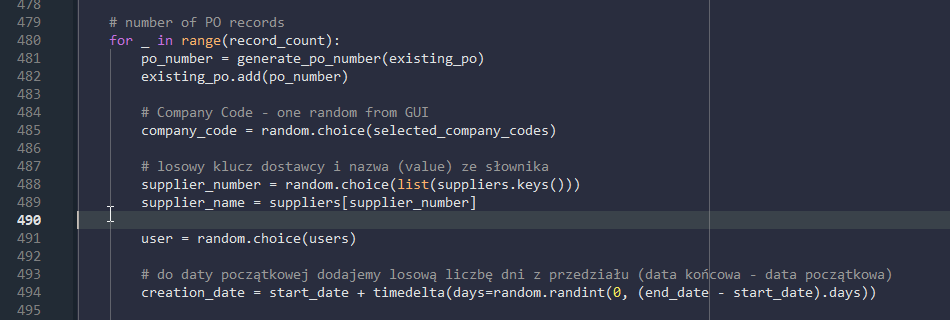 478
479 # number of PO records
480 for _ in range(record_count):
481 po_number = generate_po_number(existing_po)
482 existing_po.add(po_number)
483
484 # Company Code - one random from GUI
485 company_code = random.choice(selected_company_codes)
486
487 # losowy klucz dostawcy i nazwa (value) ze słownika
488 supplier_number = random.choice(list(suppliers.keys()))
489 supplier_name = suppliers[supplier_number]
490
491 user = random.choice(users)
492
493 # do daty początkowej dodajemy losową liczbę dni z przedziału (data końcowa - data początkowa)
494 creation_date = start_date + timedelta(days=random.randint(0, (end_date - start_date).days))
495